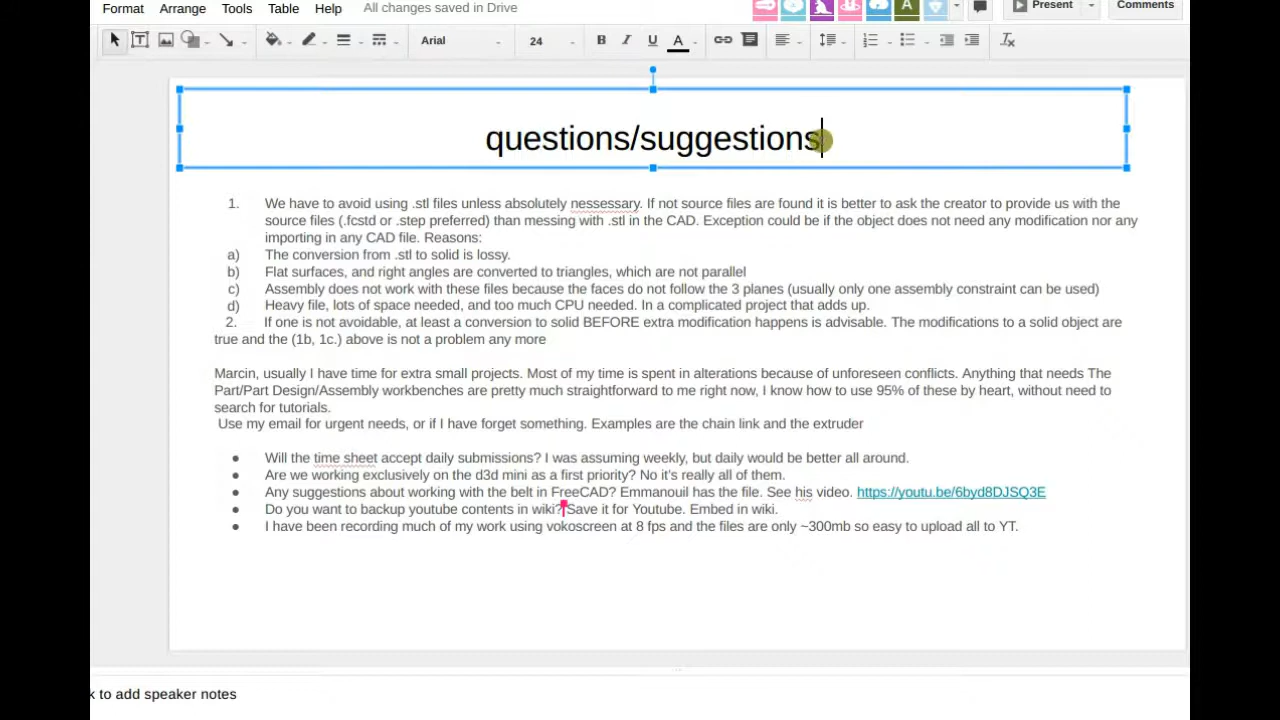 Format Arrange Tools Table Help All changes saved in Drive A Present Comments
Arial 24 B I U A
questions/suggestions
1. We have to avoid using .stl files unless absolutely nessessary. If not source files are found it is better to ask the creator to provide us with the
source files (.fcstd or .step preferred) than messing with .stl in the CAD. Exception could be if the object does not need any modification nor any
importing in any CAD file. Reasons:
a) The conversion from .stl to solid is lossy.
b) Flat surfaces, and right angles are converted to triangles, which are not parallel
c) Assembly does not work with these files because the faces do not follow the 3 planes (usually only one assembly constraint can be used)
d) Heavy file, lots of space needed, and too much CPU needed. In a complicated project that adds up.
2. If one is not avoidable, at least a conversion to solid BEFORE extra modification happens is advisable. The modifications to a solid object are
true and the (1b, 1c.) above is not a problem any more
Marcin, usually I have time for extra small projects. Most of my time is spent in alterations because of unforeseen conflicts. Anything that needs The
Part/Part Design/Assembly workbenches are pretty much straightforward to me right now, I know how to use 95% of these by heart, without need to
search for tutorials.
Use my email for urgent needs, or if I have forget something. Examples are the chain link and the extruder
● Will the time sheet accept daily submissions? I was assuming weekly, but daily would be better all around.
● Are we working exclusively on the d3d mini as a first priority? No it's really all of them.
● Any suggestions about working with the belt in FreeCAD? Emmanouil has the file. See his video. https://youtu.be/6byd8DJSQ3E
● Do you want to backup youtube contents in wiki? Save it for Youtube. Embed in wiki.
● I have been recording much of my work using vokoscreen at 8 fps and the files are only ~300mb so easy to upload all to YT.
k to add speaker notes